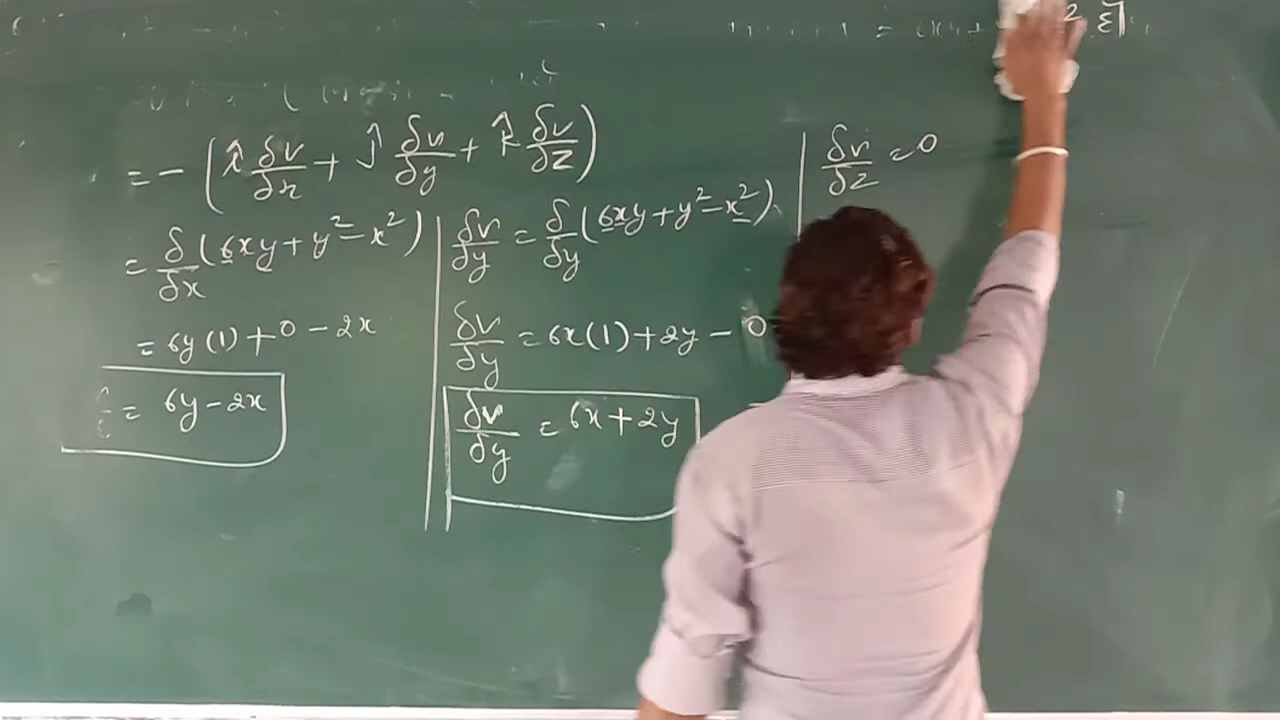 = - ( î δv/δx + ĵ δv/δy + k̂ δv/δz )
= δ/δx (6xy + y² - x²)
= 6y(1) + 0 - 2x
= 6y - 2x
δv/δy = δ/δy (6xy + y² - x²)
δv/δy = 6x(1) + 2y - 0
δv/δy = 6x + 2y
δv/δz = 0